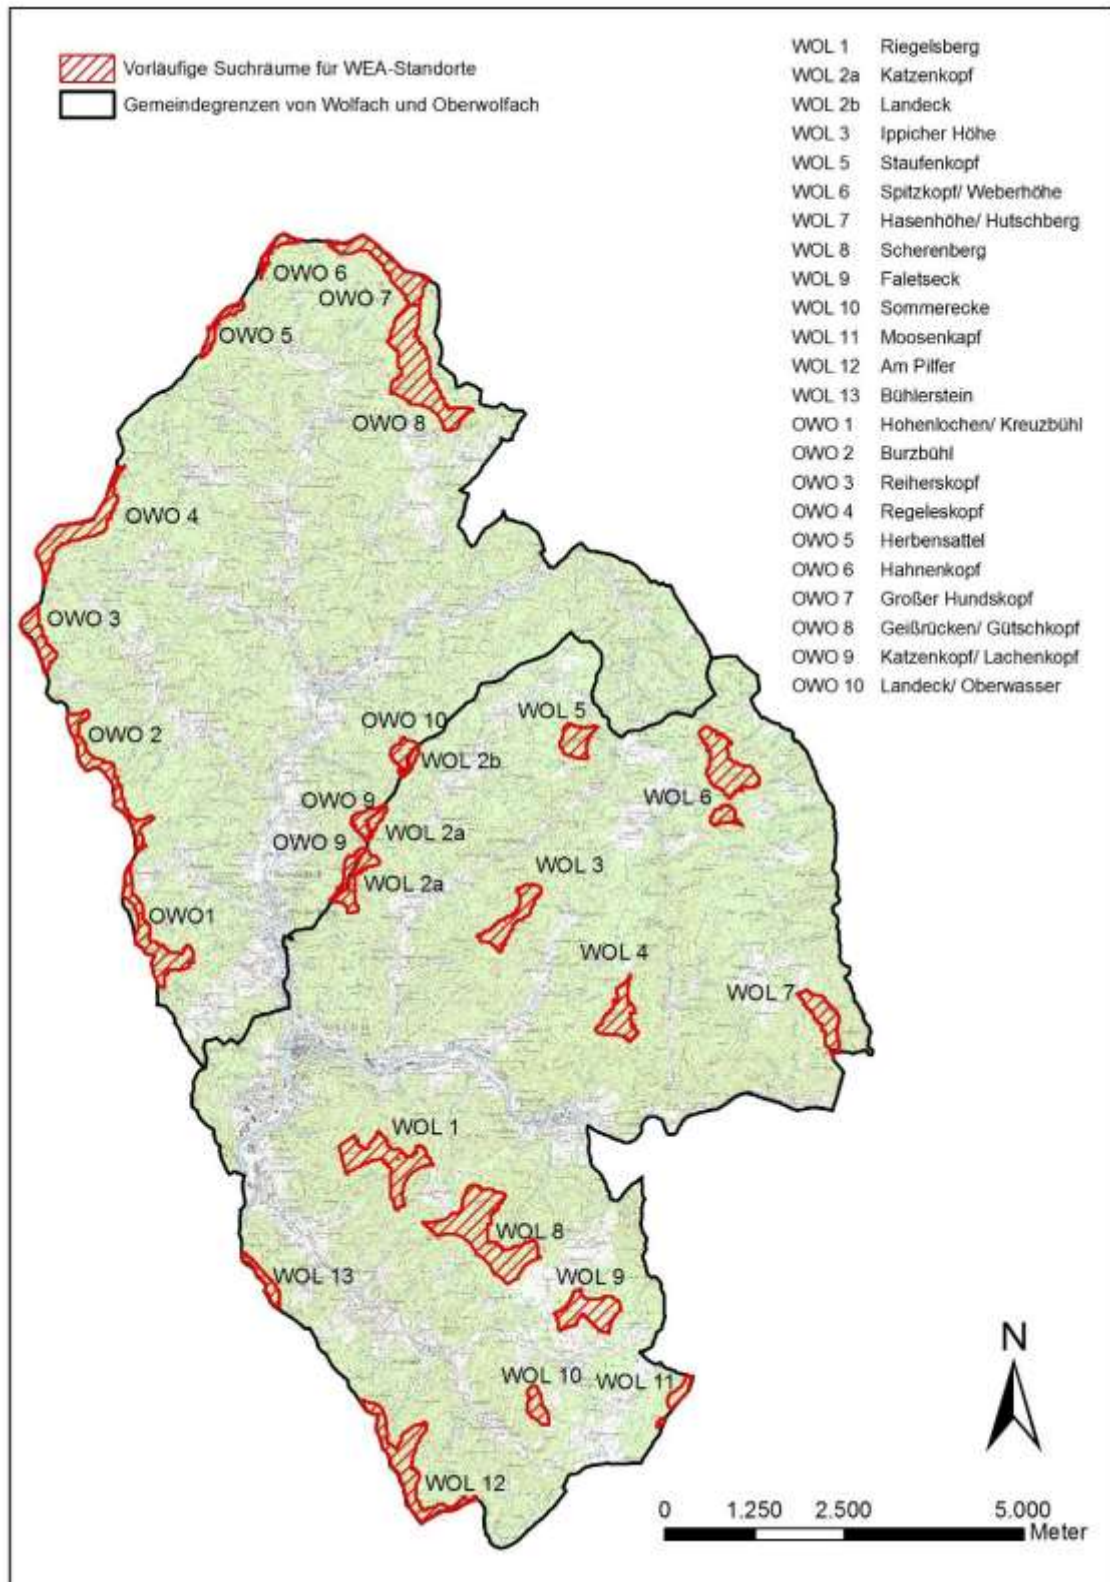 Vorläufige Suchräume für WEA-Standorte
Gemeindegrenzen von Wolfach und Oberwolfach
WOL 1 Riegelsberg
WOL 2a Katzenkopf
WOL 2b Landeck
WOL 3 Ippicher Höhe
WOL 5 Staufenkopf
WOL 6 Spitzkopf/ Weberhöhe
WOL 7 Hasenhöhe/ Hutschberg
WOL 8 Scherenberg
WOL 9 Faletseck
WOL 10 Sommerecke
WOL 11 Moosenkapf
WOL 12 Am Pilfer
WOL 13 Bühlerstein
OWO 1 Hohenlochen/ Kreuzbühl
OWO 2 Burzbühl
OWO 3 Reiherskopf
OWO 4 Regeleskopf
OWO 5 Herbensattel
OWO 6 Hahnenkopf
OWO 7 Großer Hundskopf
OWO 8 Geißrücken/ Gütschkopf
OWO 9 Katzenkopf/ Lachenkopf
OWO 10 Landeck/ Oberwasser
OWO 6
OWO 7
OWO 5
OWO 8
OWO 4
OWO 3
OWO 2
OWO 10
WOL 5
WOL 2b
OWO 9
WOL 6
WOL 2a
OWO 9
WOL 2a
WOL 3
OWO1
WOL 4
WOL 7
WOL 1
WOL 8
WOL 13
WOL 9
WOL 10
WOL 11
WOL 12
N
0 1.250 2.500 5.000
Meter